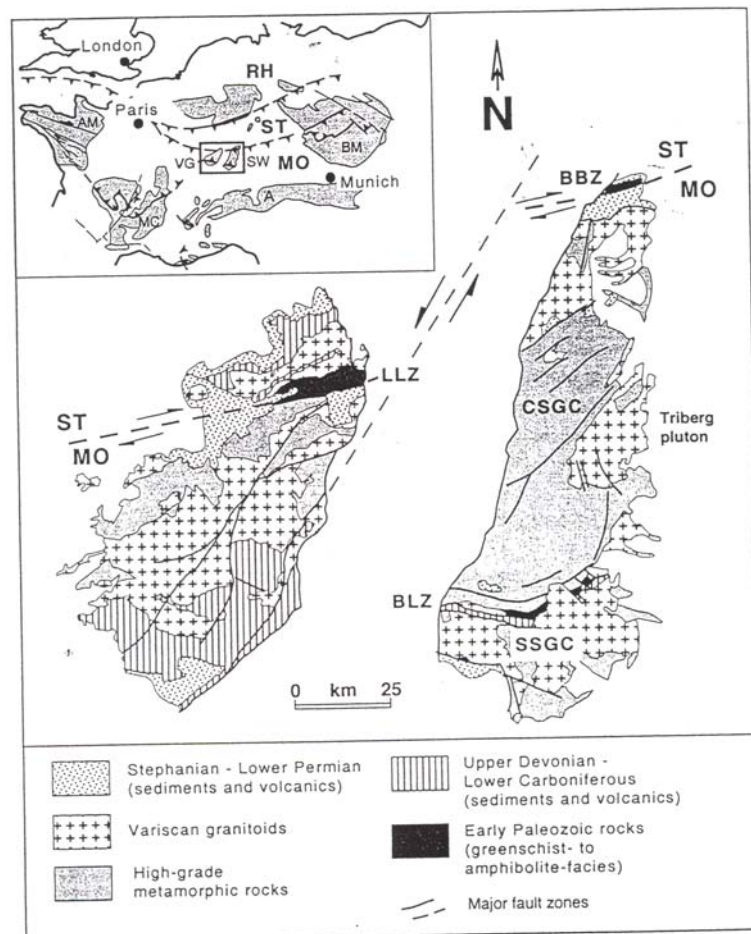 London
RH
Paris
ST
AM
BM
VG
SW
MO
Munich
MC
A
N
ST
BBZ
MO
LLZ
ST
MO
CSGC
Triberg
pluton
BLZ
SSGC
0 km 25
Stephanian - Lower Permian
(sediments and volcanics)
Variscan granitoids
High-grade
metamorphic rocks
Upper Devonian -
Lower Carboniferous
(sediments and volcanics)
Early Paleozoic rocks
(greenschist- to
amphibolite-facies)
Major fault zones